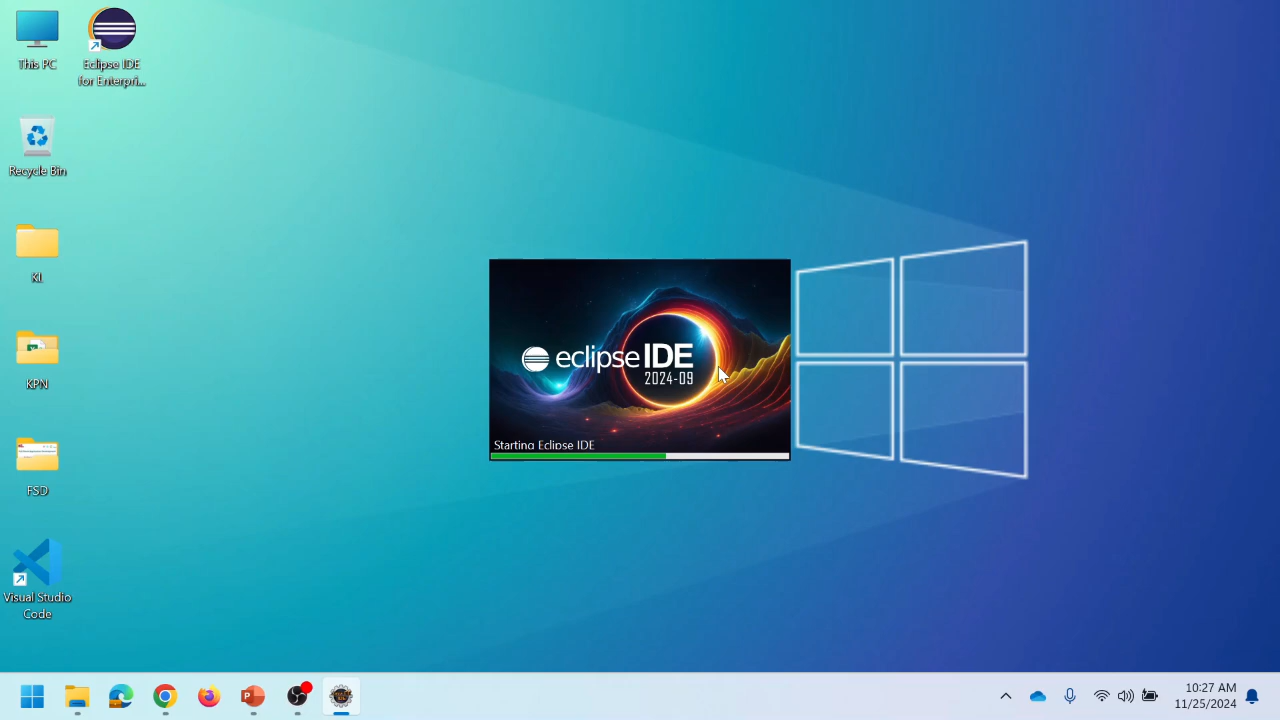 This PC
Eclipse IDE
for Enterpri...
Recycle Bin
KL
KPN
FSD
Visual Studio
Code
eclipse IDE
2024-09
Starting Eclipse IDE
10:27 AM
11/25/2024